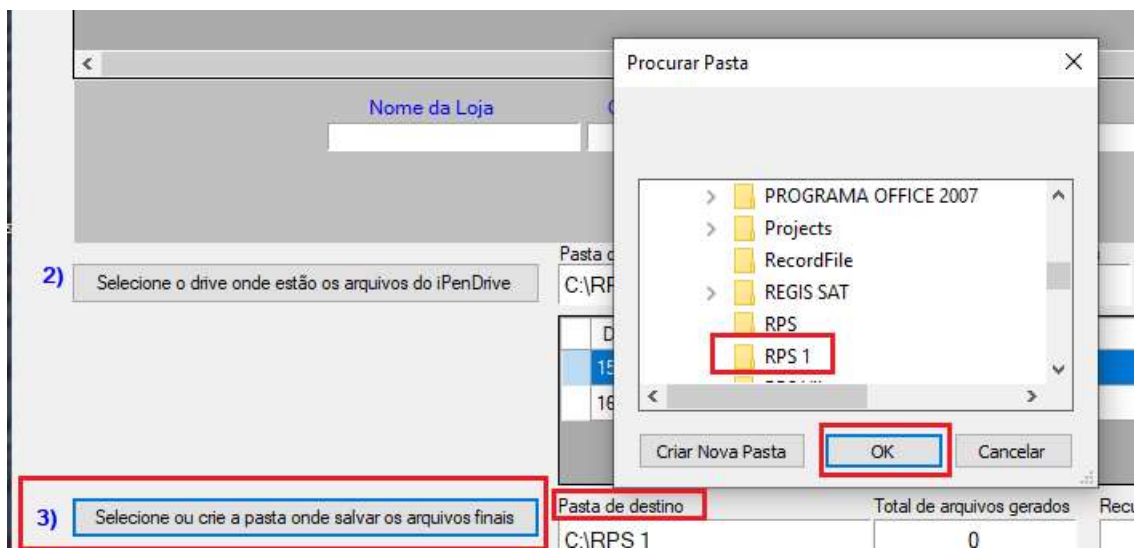 Procurar Pasta
Nome da Loja
PROGRAMA OFFICE 2007
Projects
RecordFile
REGIS SAT
RPS
RPS 1
Criar Nova Pasta
OK
Cancelar
2)
Selecione o drive onde estão os arquivos do iPenDrive
Pasta
C:\RP
D
15
16
3)
Selecione ou crie a pasta onde salvar os arquivos finais
Pasta de destino
C:\RPS 1
Total de arquivos gerados
0
Recu